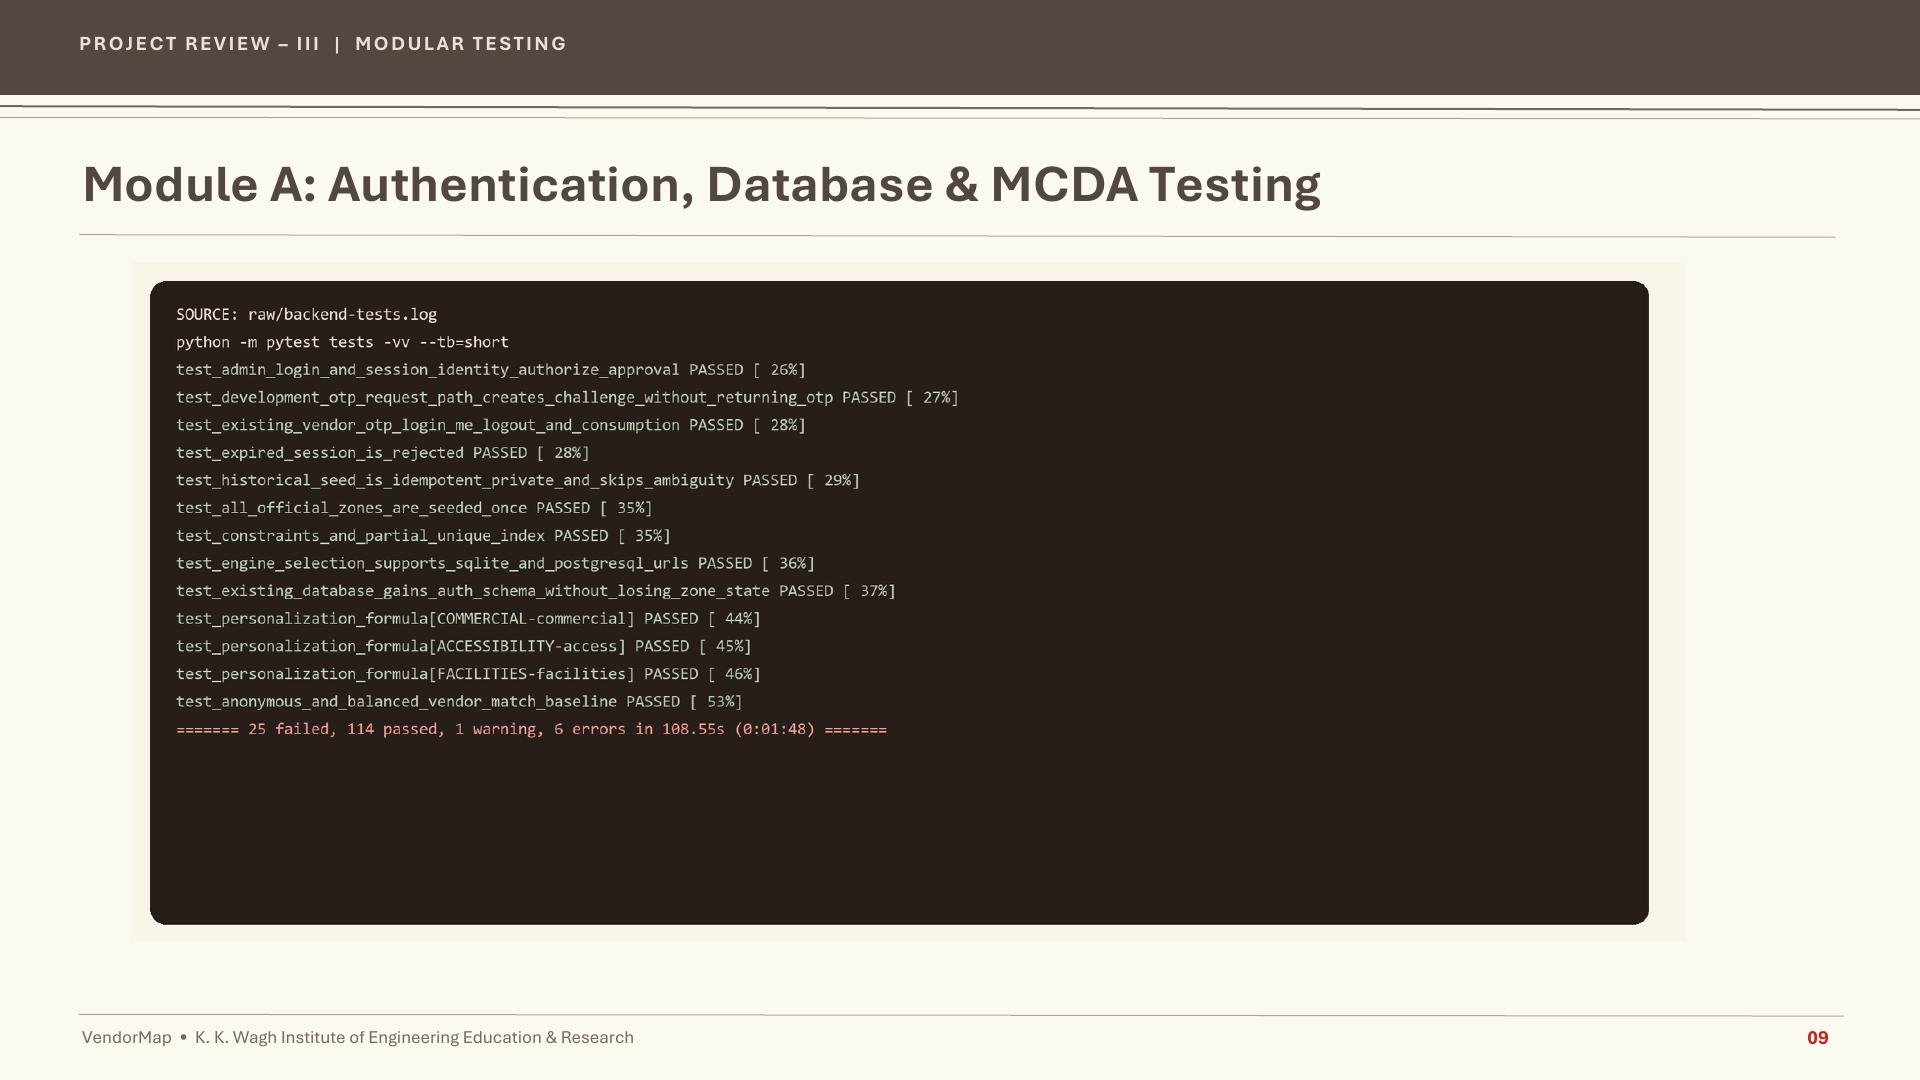 PROJECT REVIEW – III | MODULAR TESTING
Module A: Authentication, Database & MCDA Testing
SOURCE: raw/backend-tests.log
python -m pytest tests -vv --tb=short
test_admin_login_and_session_identity_authorize_approval PASSED [ 26%]
test_development_otp_request_path_creates_challenge_without_returning_otp PASSED [ 27%]
test_existing_vendor_otp_login_me_logout_and_consumption PASSED [ 28%]
test_expired_session_is_rejected PASSED [ 28%]
test_historical_seed_is_idempotent_private_and_skips_ambiguity PASSED [ 29%]
test_all_official_zones_are_seeded_once PASSED [ 35%]
test_constraints_and_partial_unique_index PASSED [ 35%]
test_engine_selection_supports_sqlite_and_postgresql_urls PASSED [ 36%]
test_existing_database_gains_auth_schema_without_losing_zone_state PASSED [ 37%]
test_personalization_formula[COMMERCIAL-commercial] PASSED [ 44%]
test_personalization_formula[ACCESSIBILITY-access] PASSED [ 45%]
test_personalization_formula[FACILITIES-facilities] PASSED [ 46%]
test_anonymous_and_balanced_vendor_match_baseline PASSED [ 53%]
======= 25 failed, 114 passed, 1 warning, 6 errors in 108.55s (0:01:48) =======
VendorMap • K. K. Wagh Institute of Engineering Education & Research
09